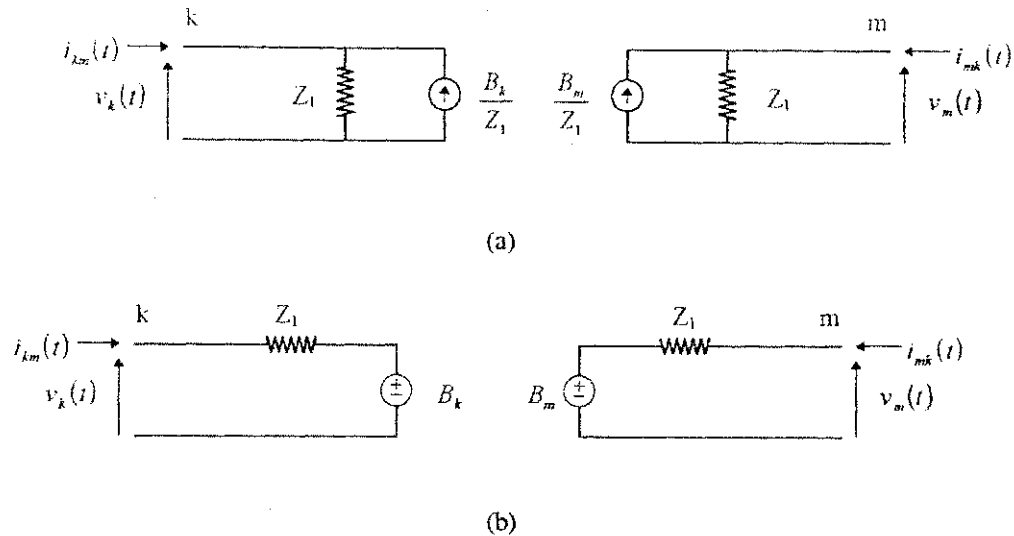 k
m
i_{km}(t)
v_k(t)
Z_1
B_k/Z_1
B_m/Z_1
Z_1
i_{mk}(t)
v_m(t)
(a)
k
Z_1
Z_1
m
i_{km}(t)
v_k(t)
B_k
B_m
i_{mk}(t)
v_m(t)
(b)